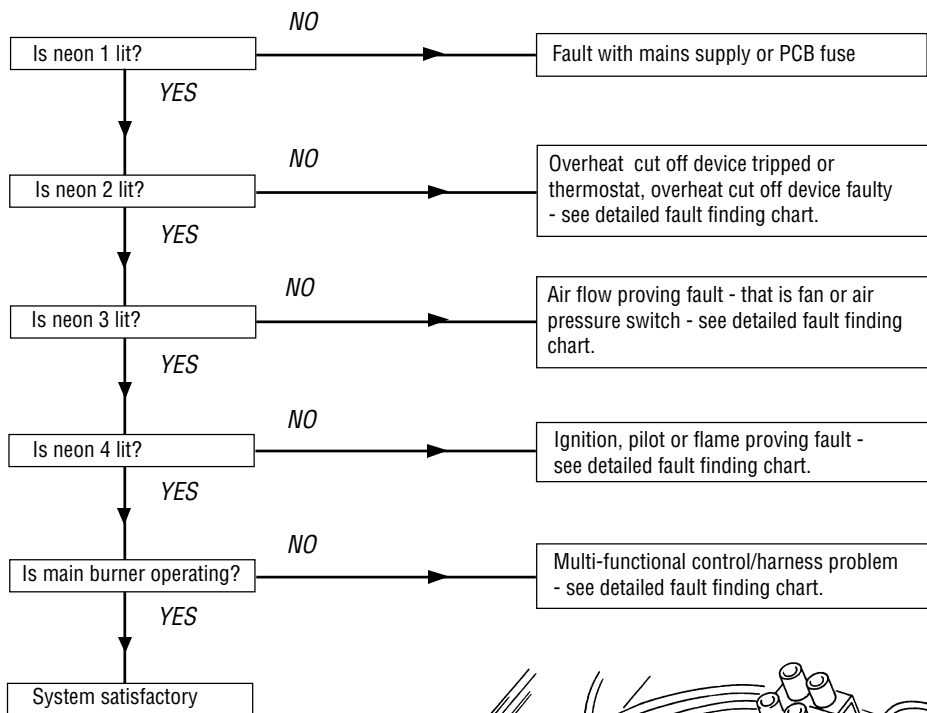 NO
Is neon 1 lit?
Fault with mains supply or PCB fuse
YES
NO
Is neon 2 lit?
Overheat cut off device tripped or
thermostat, overheat cut off device faulty
- see detailed fault finding chart.
YES
NO
Is neon 3 lit?
Air flow proving fault - that is fan or air
pressure switch - see detailed fault finding
chart.
YES
NO
Is neon 4 lit?
Ignition, pilot or flame proving fault -
see detailed fault finding chart.
YES
NO
Is main burner operating?
Multi-functional control/harness problem
- see detailed fault finding chart.
YES
System satisfactory